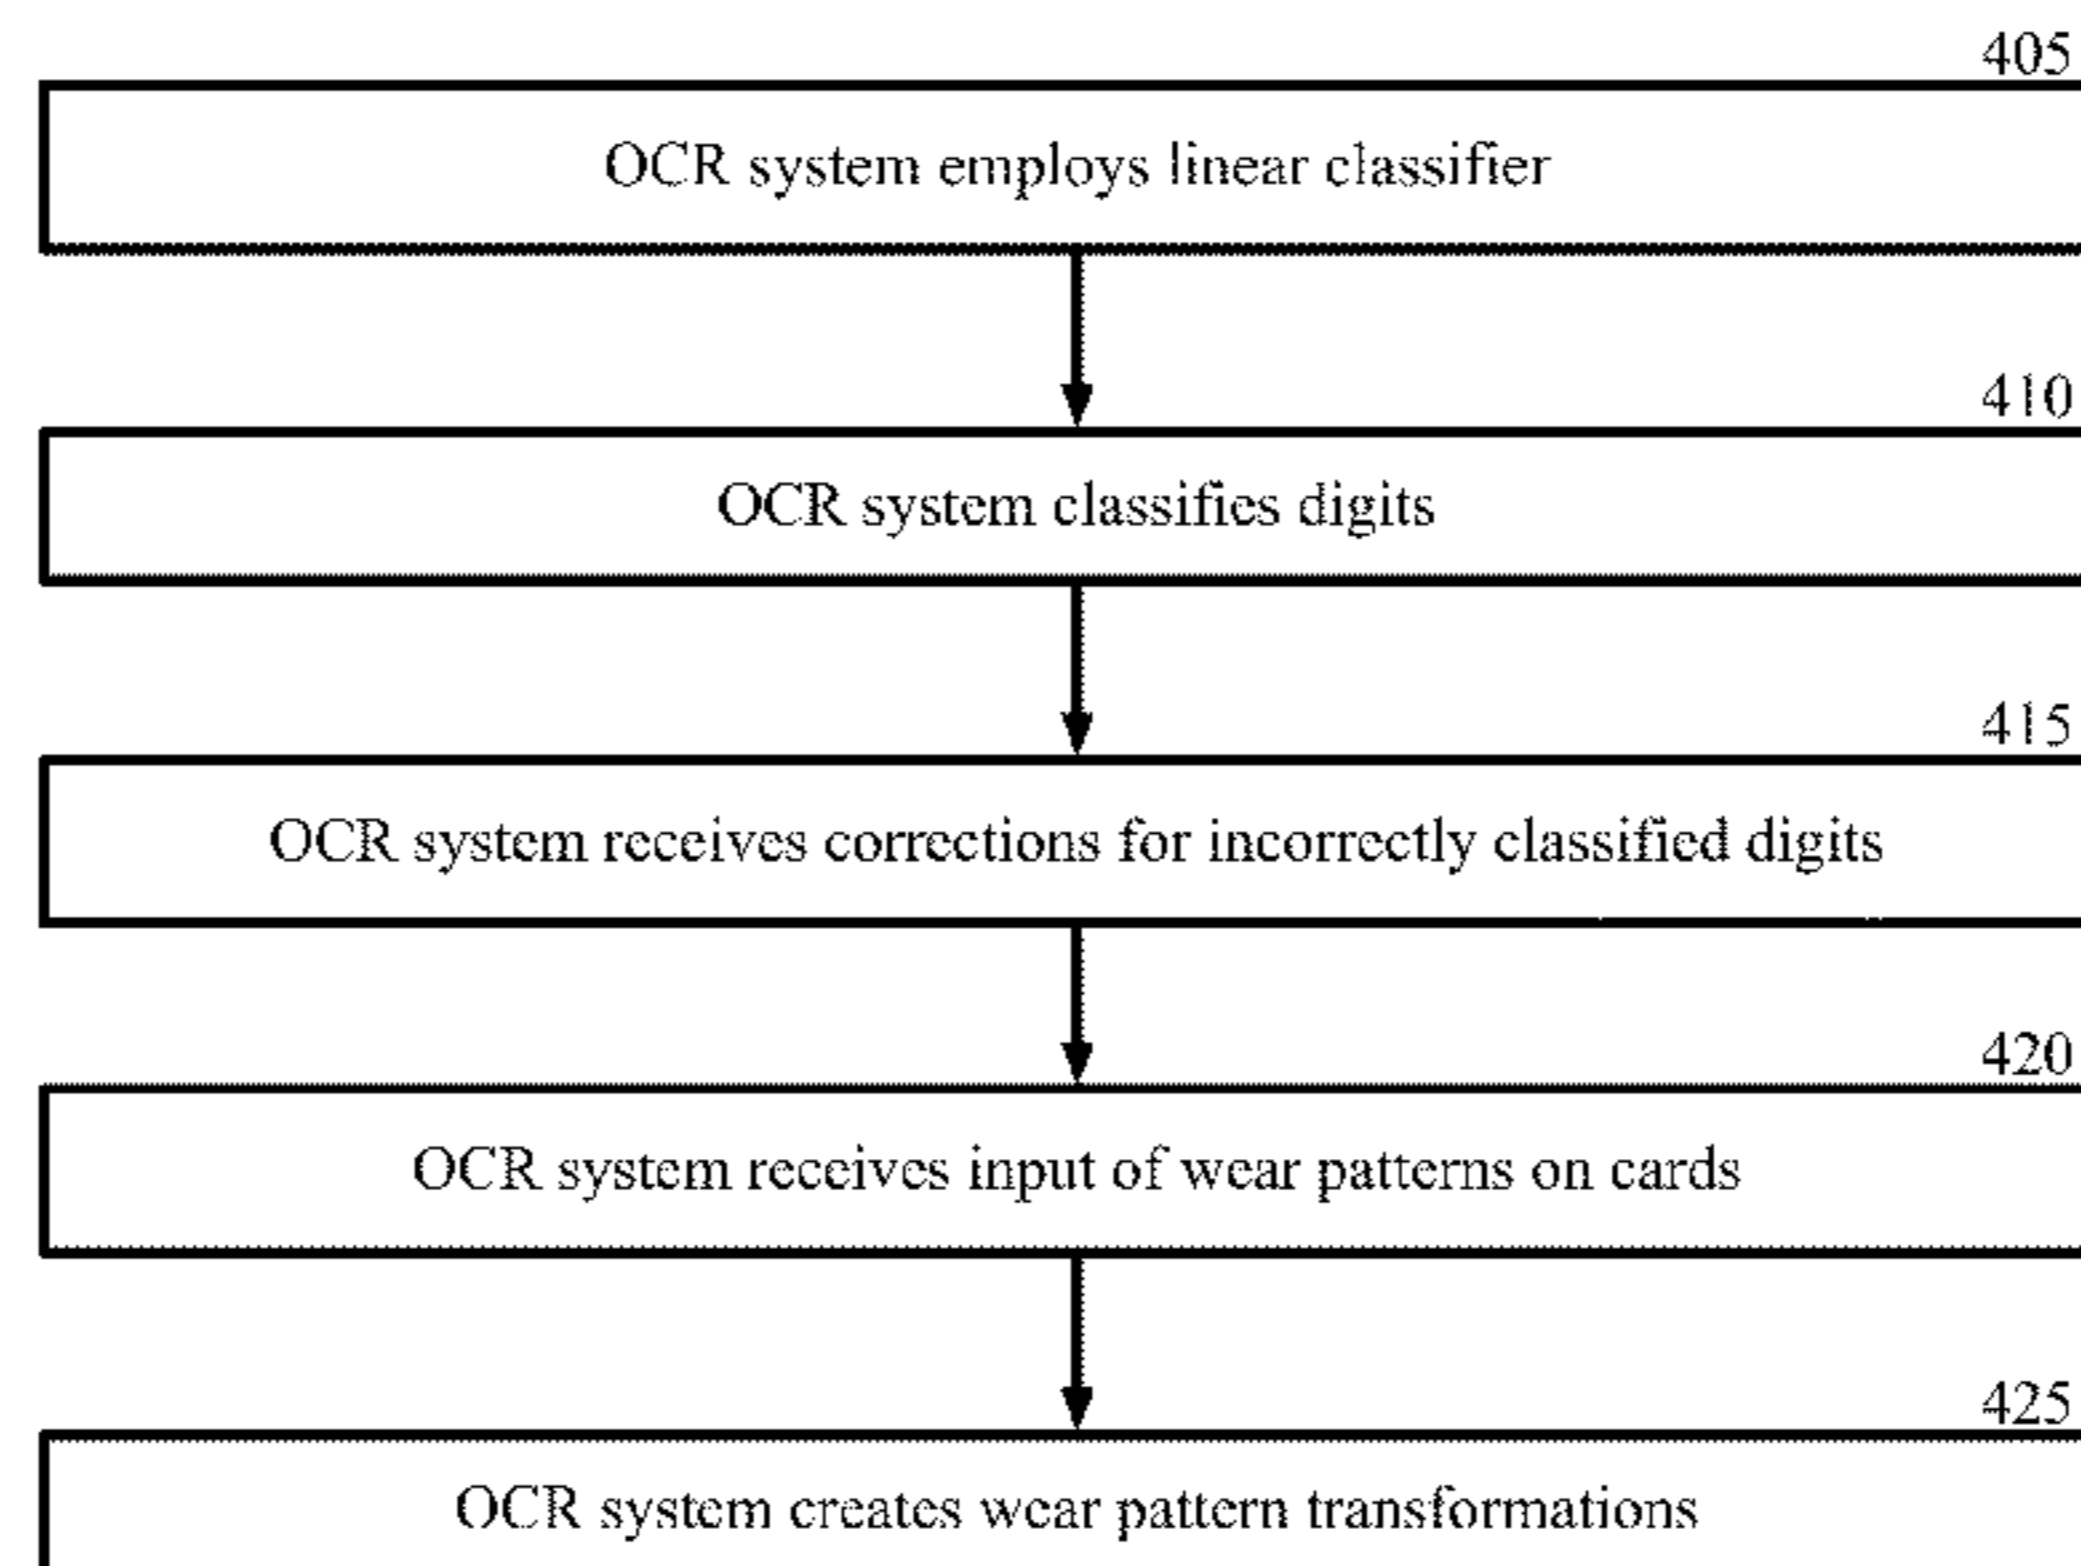 405
OCR system employs linear classifier
410
OCR system classifies digits
415
OCR system receives corrections for incorrectly classified digits
420
OCR system receives input of wear patterns on cards
425
OCR system creates wear pattern transformations